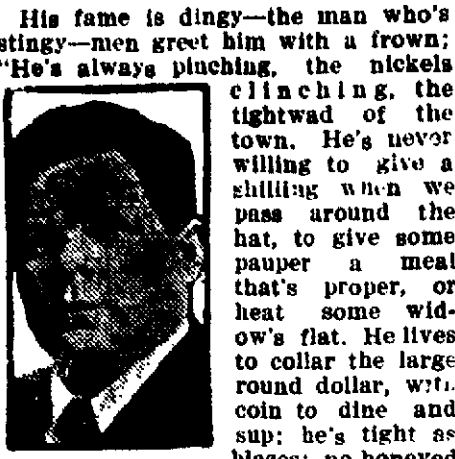 His fame is dingy—the man who's
stingy—men greet him with a frown;
"He's always pinching, the nickels
clinching, the
tightwad of the
town. He's never
willing to give a
shilling when we
pass around the
hat, to give some
pauper a meal
that's proper, or
heat some wid-
ow's flat. He lives
to collar the large
round dollar, with
coin to dine and
sup; he's tight as
blazes; no honeyed